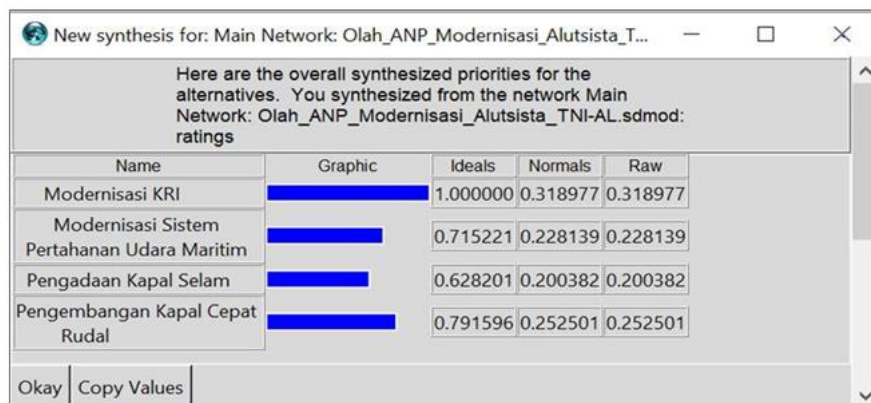 New synthesis for: Main Network: Olah_ANP_Modernisasi_Alutsista_T...
Here are the overall synthesized priorities for the
alternatives. You synthesized from the network Main
Network: Olah_ANP_Modernisasi_Alutsista_TNI-AL.sdmod:
ratings
Name Graphic Ideals Normals Raw
Modernisasi KRI 1.000000 0.318977 0.318977
Modernisasi Sistem
Pertahanan Udara Maritim 0.715221 0.228139 0.228139
Pengadaan Kapal Selam 0.628201 0.200382 0.200382
Pengembangan Kapal Cepat
Rudal 0.791596 0.252501 0.252501
Okay Copy Values